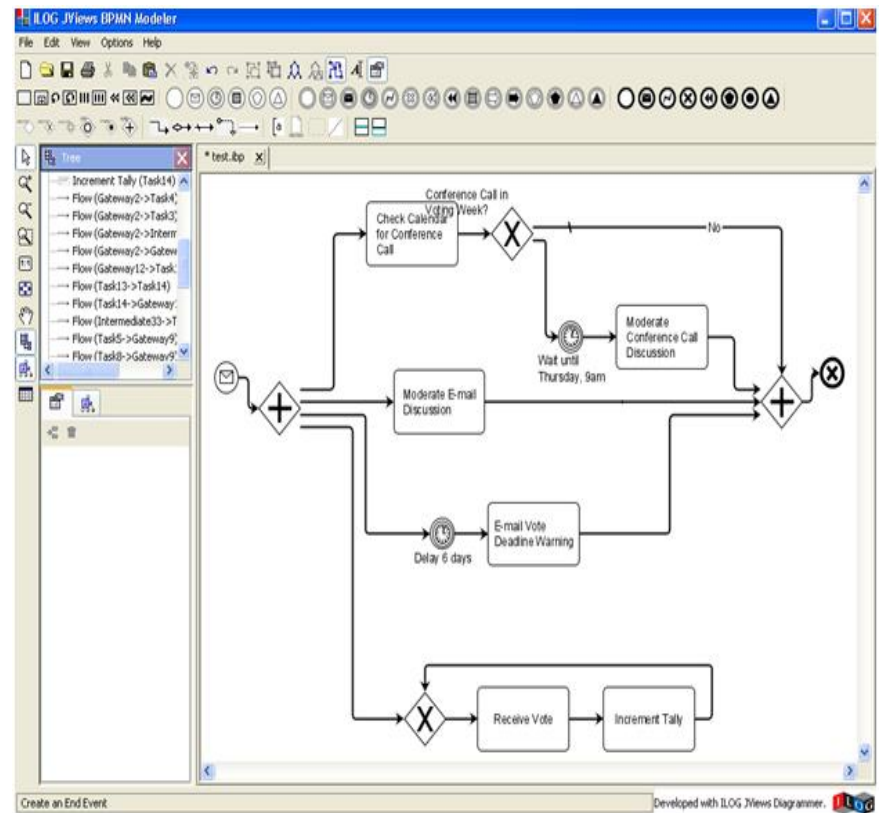 ILOG JViews BPMN Modeler
File Edit View Options Help
Tree
* test.ibp X
Increment Tally (Task14)
Flow (Gateway2->Task4)
Flow (Gateway2->Task3)
Flow (Gateway2->Interm
Flow (Gateway2->Gatew
Flow (Gateway12->Task
Flow (Task13->Task14)
Flow (Task14->Gateway
Flow (Intermediate33->T
Flow (Task5->Gateway9)
Flow (Task8->Gateway9)
Conference Call in
Voting Week?
Check Calendar
for Conference
Call
No
Moderate
Conference Call
Discussion
Wait until
Thursday, 9am
Moderate E-mail
Discussion
E-mail Vote
Deadline Warning
Delay 6 days
Receive Vote
Increment Tally
Create an End Event
Developed with ILOG JViews Diagrammer.
ILOG